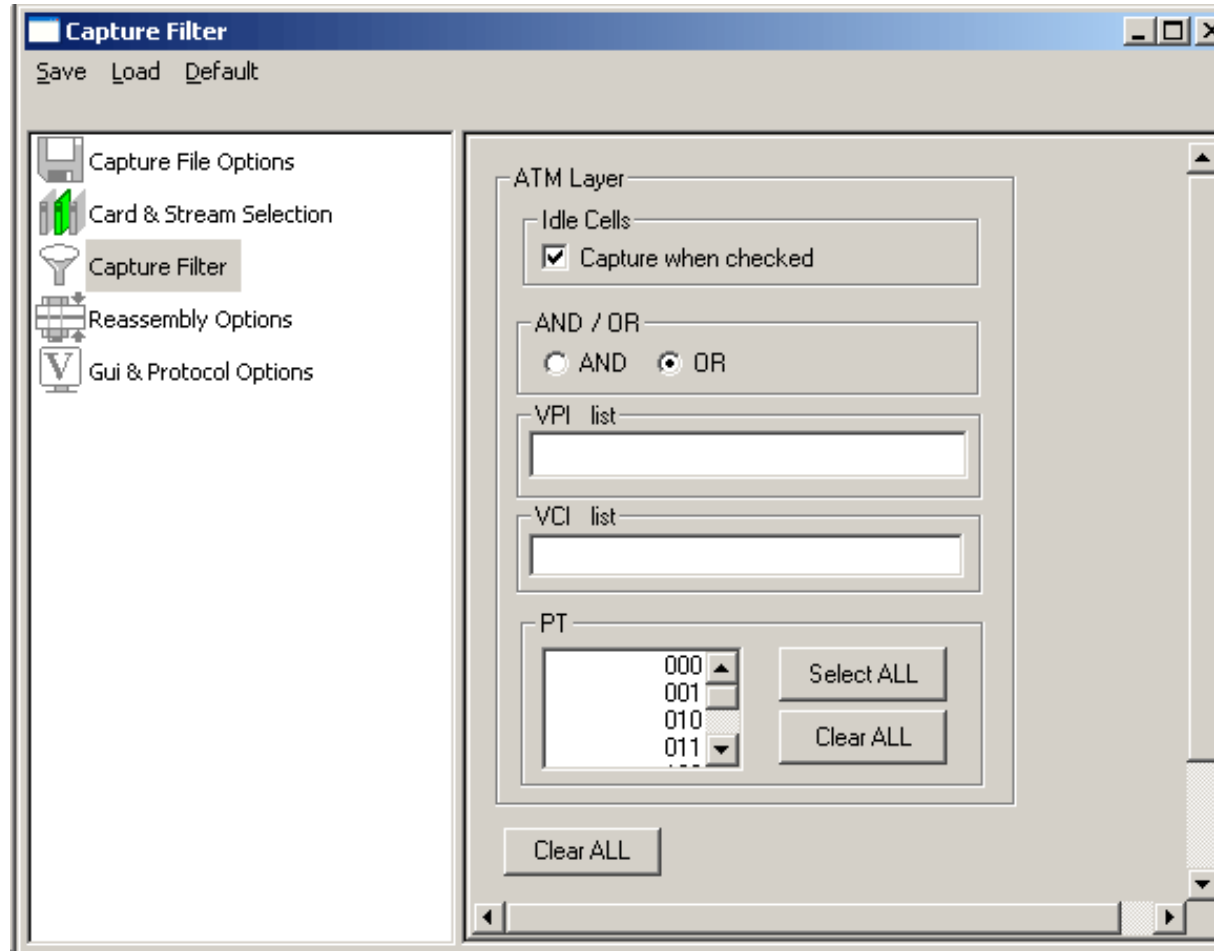 Capture Filter
Save Load Default
Capture File Options
Card & Stream Selection
Capture Filter
Reassembly Options
V Gui & Protocol Options
ATM Layer
Idle Cells
Capture when checked
AND / OR
AND OR
VPI list
VCI list
PT
000
001
010
011
Select ALL
Clear ALL
Clear ALL